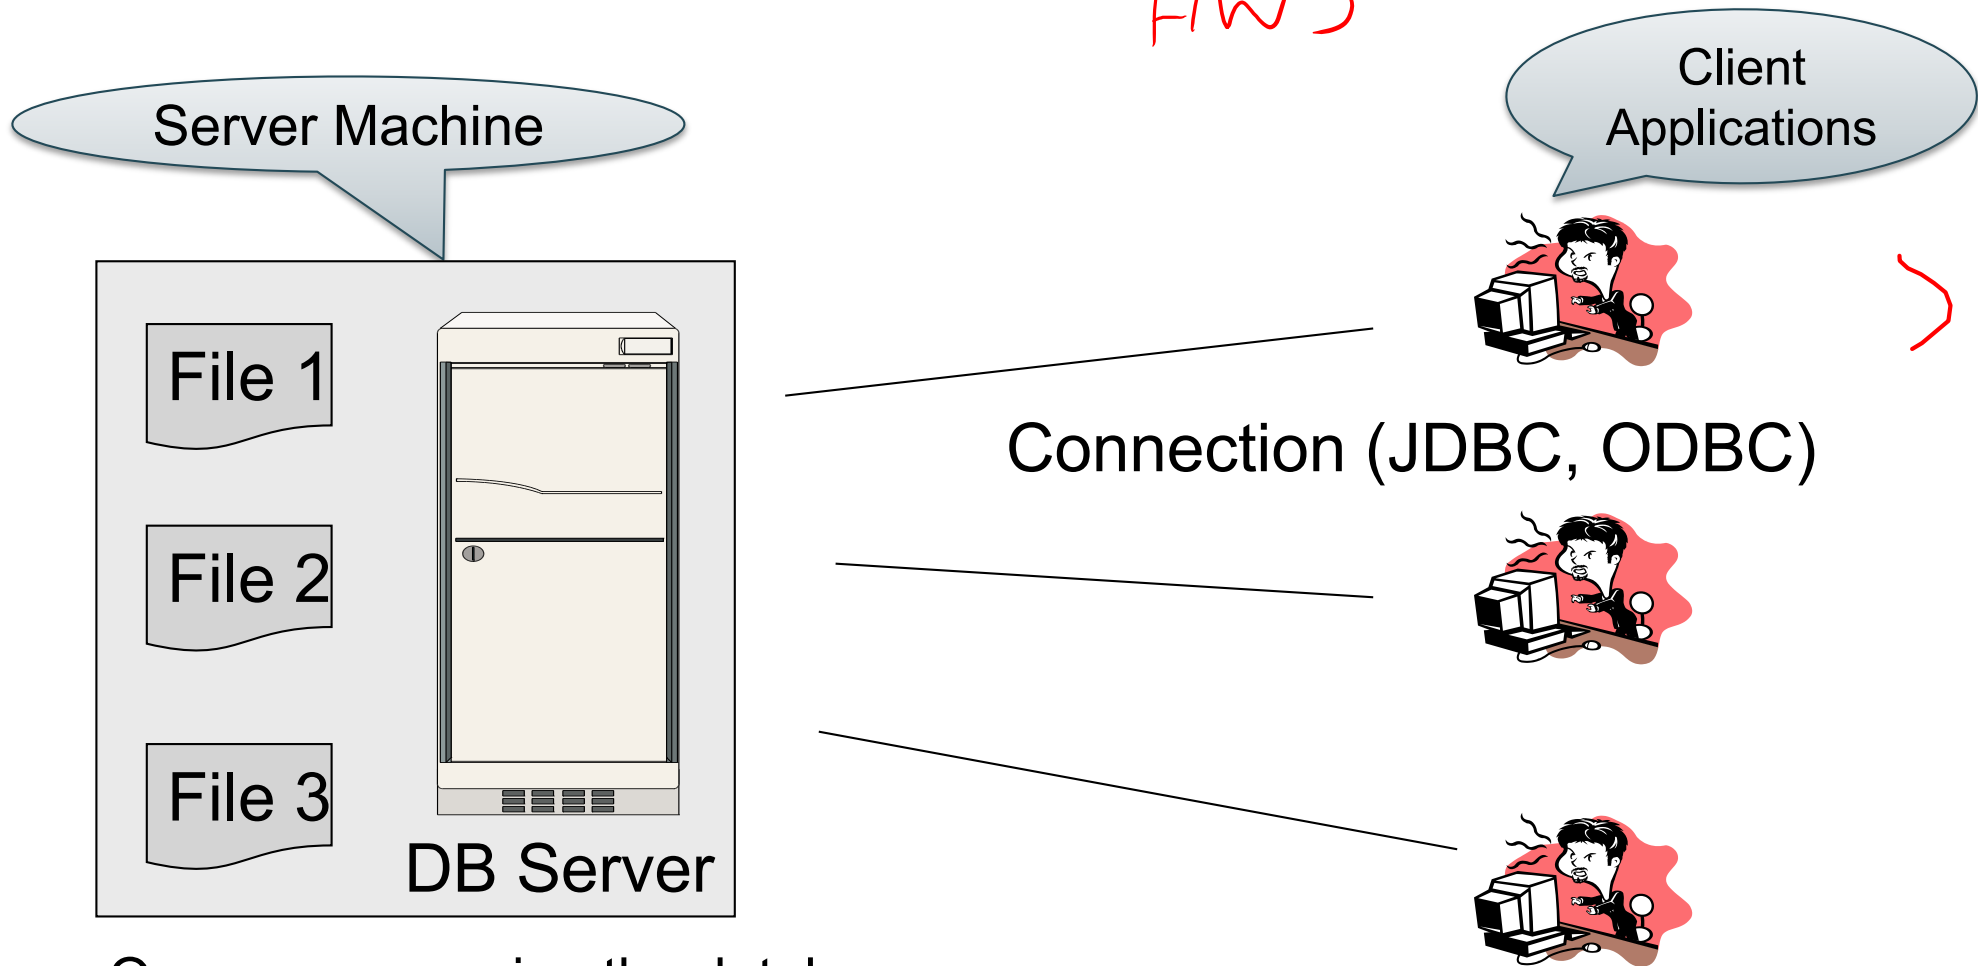 Server Machine
Client
Applications
File 1
Connection (JDBC, ODBC)
File 2
File 3
DB Server